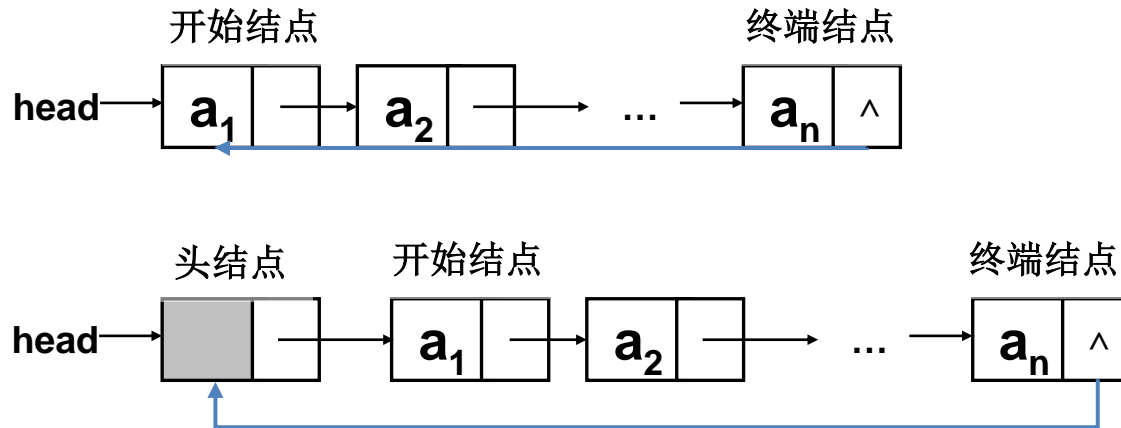 开始结点 终端结点
head a1 a2 … an ^
头结点 开始结点 终端结点
head a1 a2 … an ^